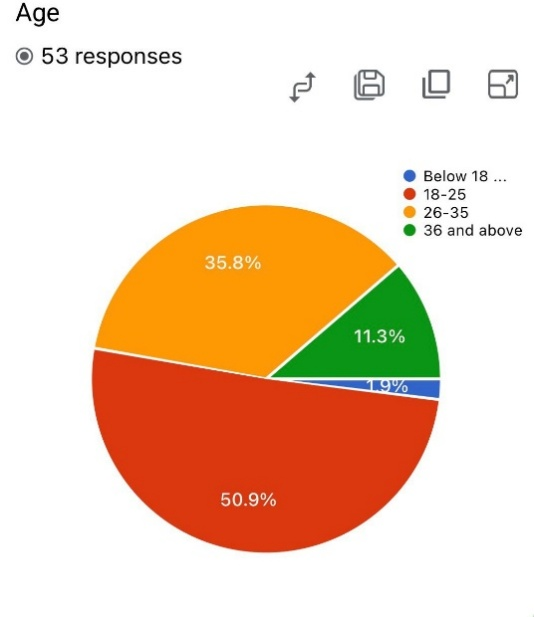 Age
53 responses
Below 18 ...
18-25
26-35
36 and above
35.8%
11.3%
1.9%
50.9%